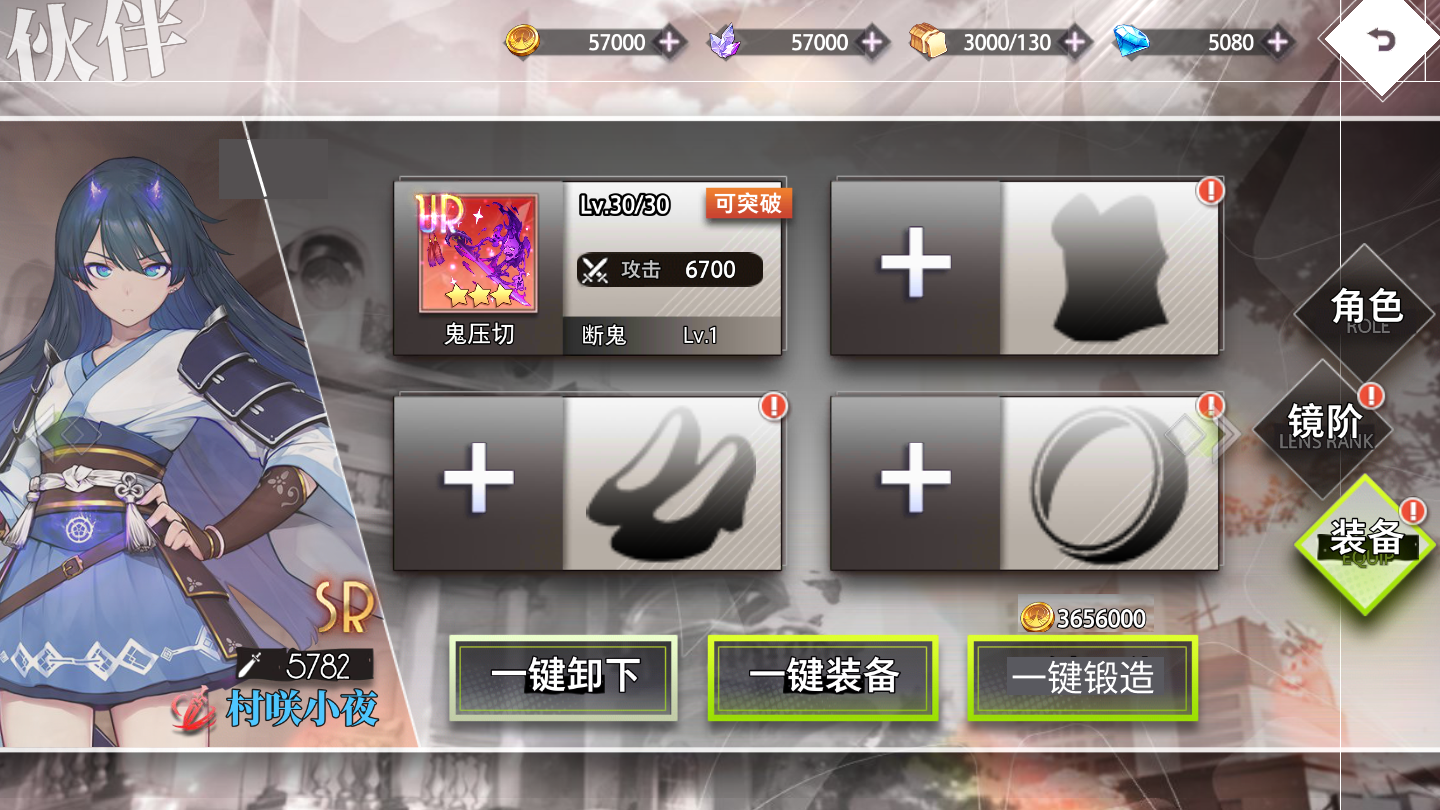 伙伴
57000
57000
3000/130
5080
UR
Lv.30/30
可突破
攻击 6700
鬼压切
断鬼 Lv.1
角色
ROLE
镜阶
LENS RANK
装备
EQUIP
SR
5782
村咲小夜
3656000
一键卸下
一键装备
一键锻造